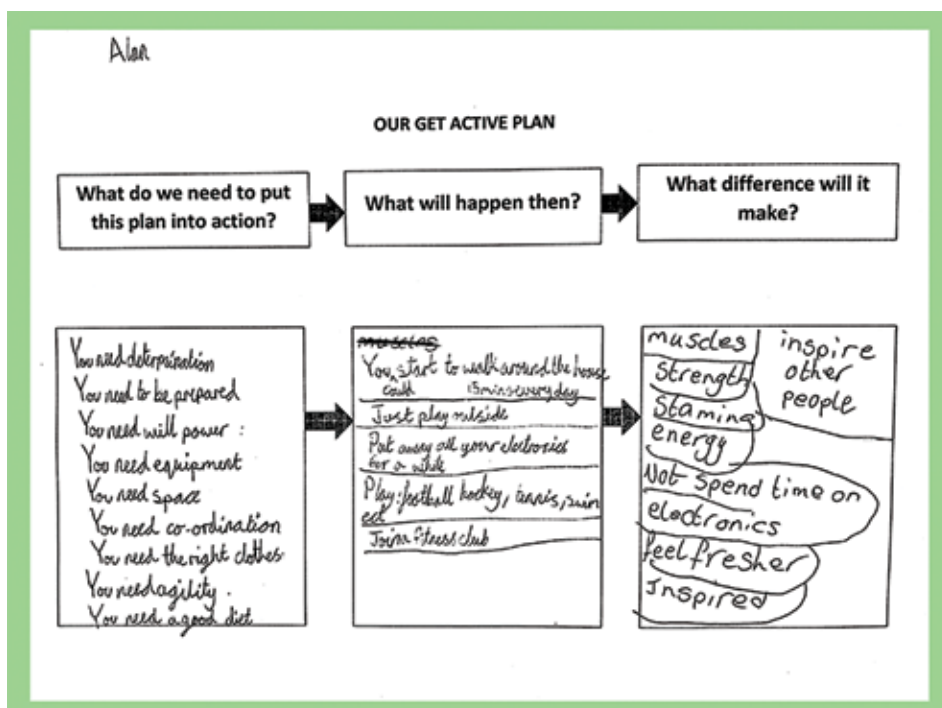 Alan
OUR GET ACTIVE PLAN
What do we need to put
this plan into action?
What will happen then?
What difference will it
make?
You need determination
You need to be prepared
You need will power :
You need equipment
You need space
You need co-ordination
You need the right clothes
You need agility.
You need a good diet
muscles
You could start to walk around the house
15 mins every day
Just play outside
Put away all your electronics
for a while
Play: football hockey, tennis, swim
ect
Join fitness club
muscles
Strength
Stamina
energy
inspire
other
people
Not spend time on
electronics
feel fresher
Inspired